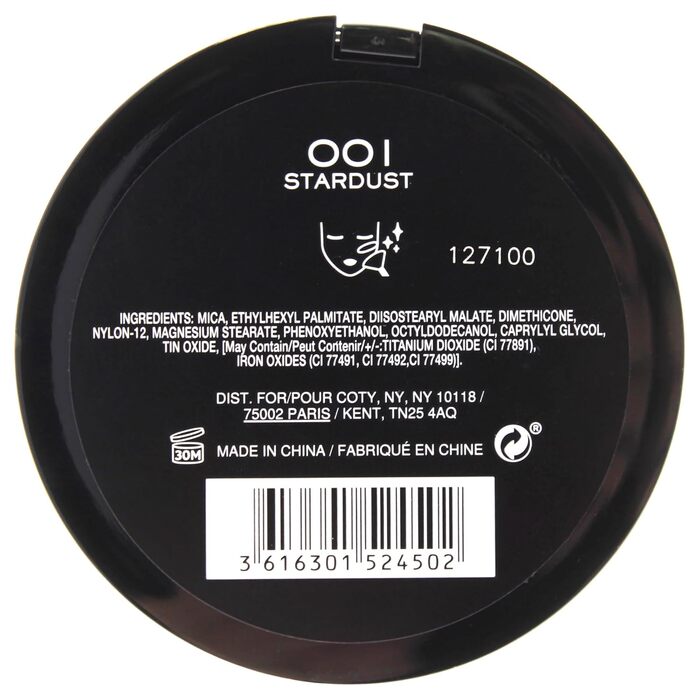 001
STARDUST
127100
INGREDIENTS: MICA, ETHYLHEXYL PALMITATE, DIISOSTEARYL MALATE, DIMETHICONE,
NYLON-12, MAGNESIUM STEARATE, PHENOXYETHANOL, OCTYLDODECANOL, CAPRYLYL GLYCOL,
TIN OXIDE, [May Contain/Peut Contenir/+/-:TITANIUM DIOXIDE (CI 77891),
IRON OXIDES (CI 77491, CI 77492,CI 77499)].
DIST. FOR/POUR COTY, NY, NY 10118 /
75002 PARIS / KENT, TN25 4AQ
30M MADE IN CHINA / FABRIQUÉ EN CHINE ®
3 616301 524502